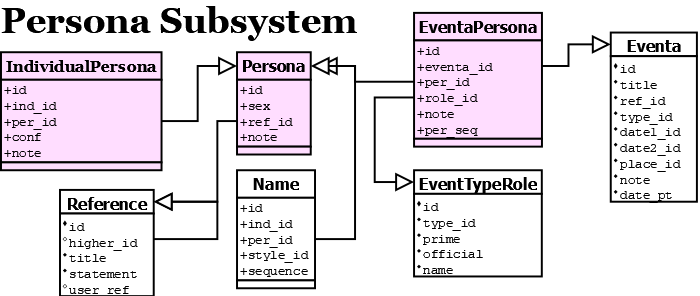 Persona Subsystem
IndividualPersona
+id
+ind_id
+per_id
+conf
+note
Persona
+id
+sex
+ref_id
+note
EventaPersona
+id
+eventa_id
+per_id
+role_id
+note
+per_seq
Eventa
*id
*title
*ref_id
*type_id
*date1_id
*date2_id
*place_id
*note
*date_pt
Reference
*id
°higher_id
*title
*statement
°user_ref
Name
+id
+ind_id
+per_id
+style_id
+sequence
EventTypeRole
*id
*type_id
*prime
*official
*name